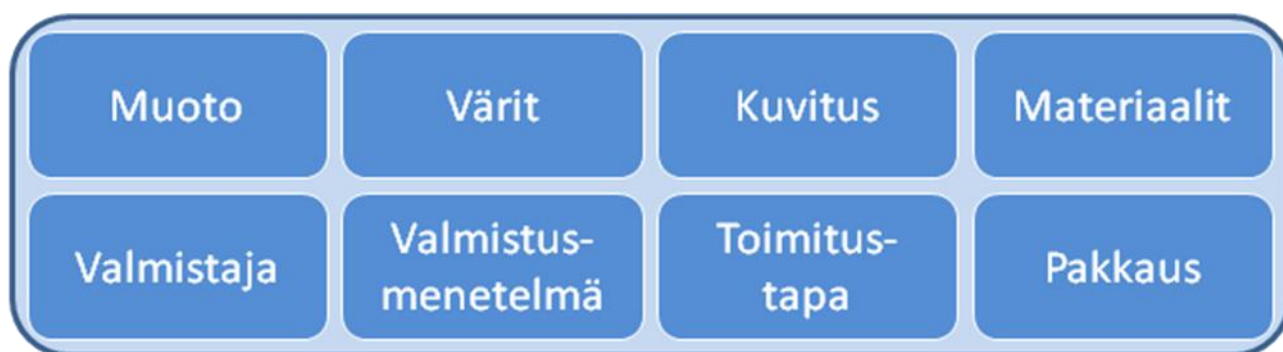 Muoto
Värit
Kuvitus
Materiaalit
Valmistaja
Valmistus-
menetelmä
Toimitus-
tapa
Pakkaus